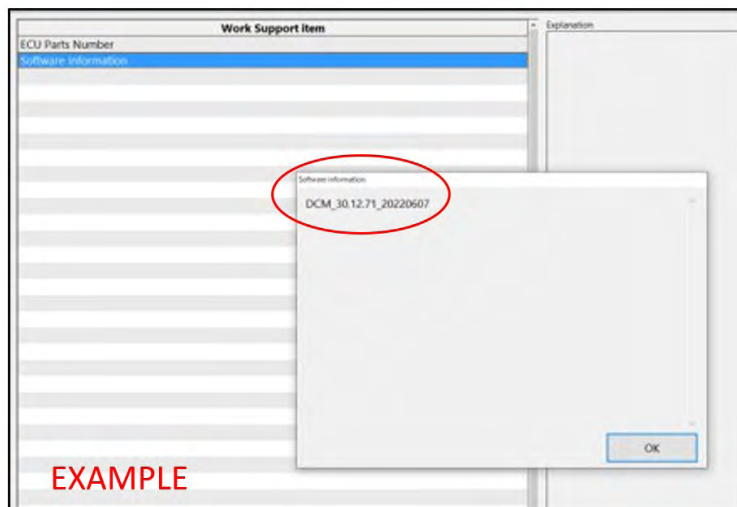 Work Support item
Explanation
ECU Parts Number
Software Information
Software information
DCM_30.12.71_20220607
OK
EXAMPLE